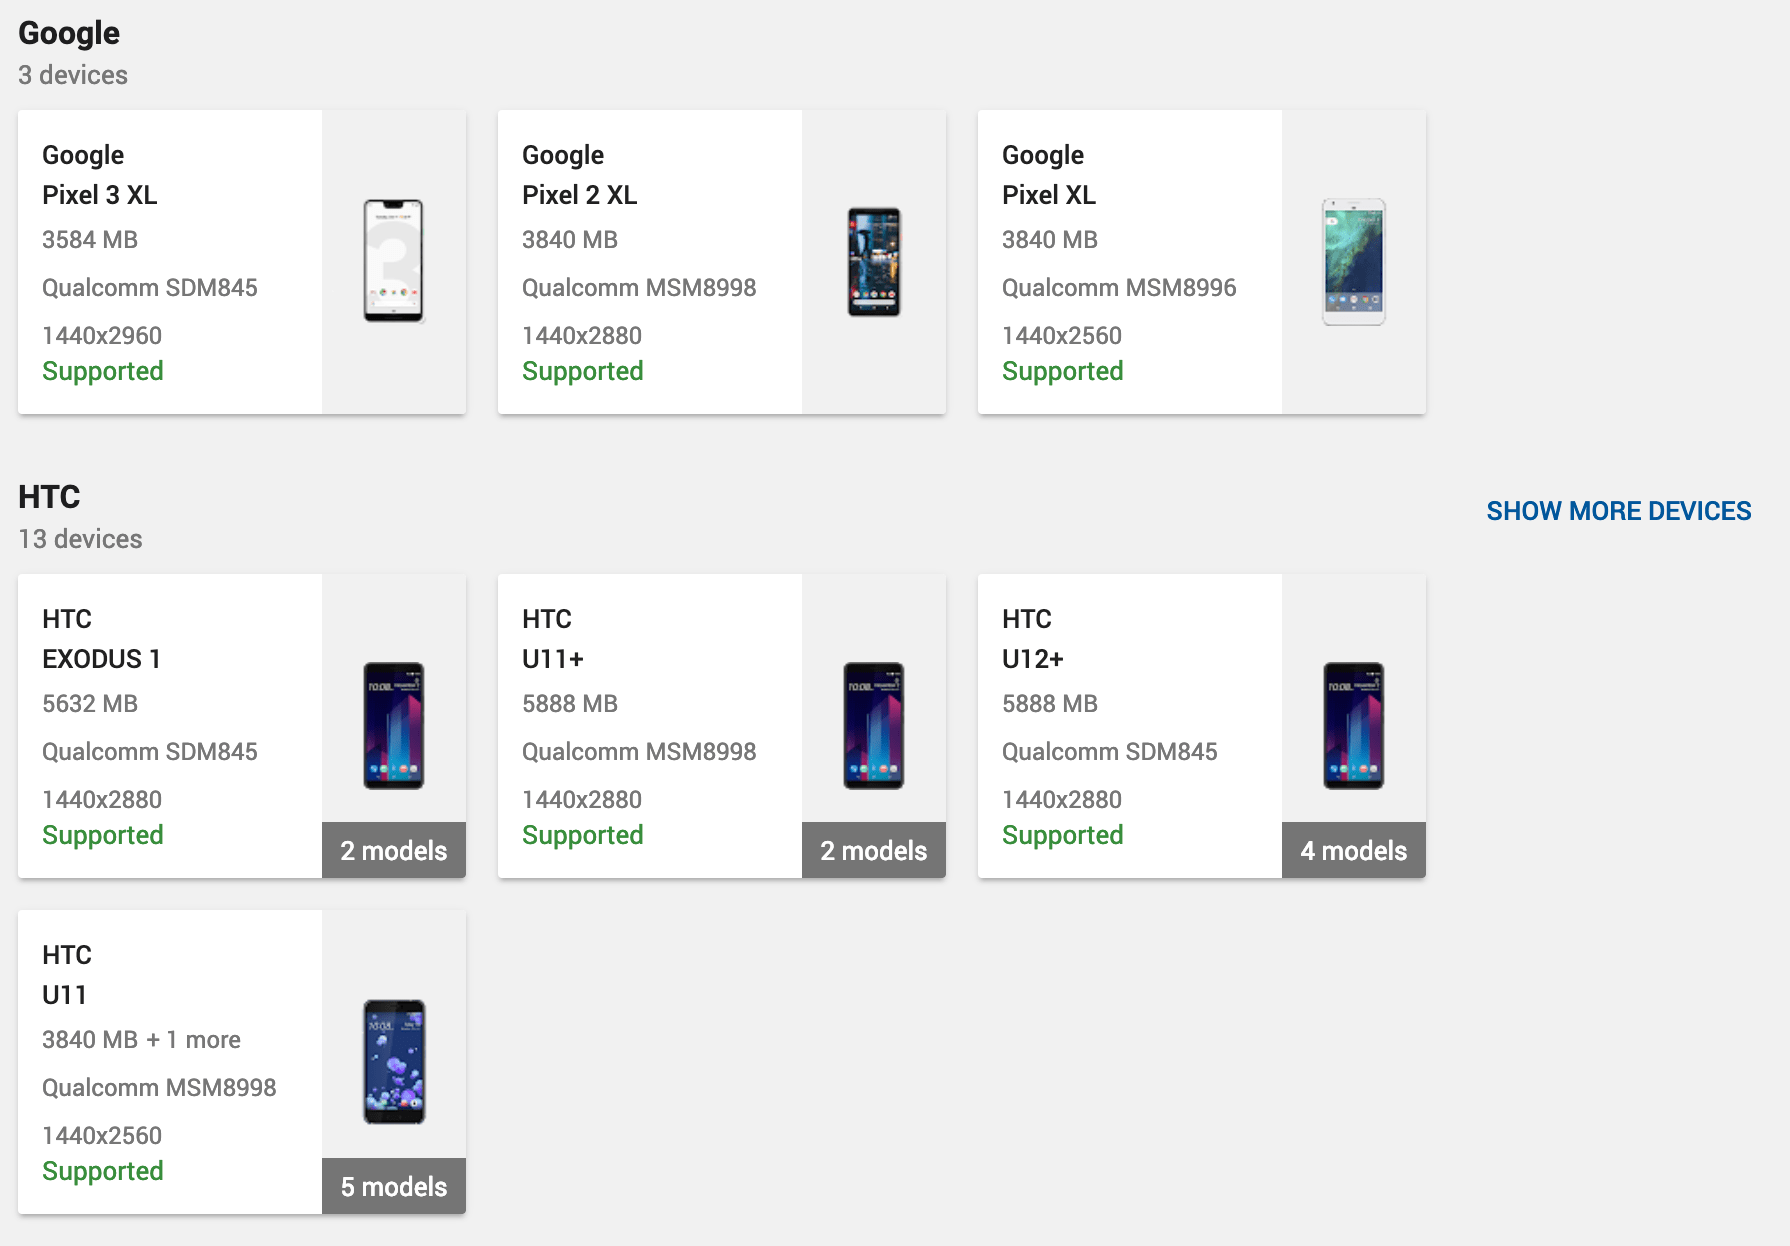 Google
3 devices
Google
Pixel 3 XL
3584 MB
Qualcomm SDM845
1440x2960
Supported
Google
Pixel 2 XL
3840 MB
Qualcomm MSM8998
1440x2880
Supported
Google
Pixel XL
3840 MB
Qualcomm MSM8996
1440x2560
Supported
HTC
13 devices
SHOW MORE DEVICES
HTC
EXODUS 1
5632 MB
Qualcomm SDM845
1440x2880
Supported
2 models
HTC
U11+
5888 MB
Qualcomm MSM8998
1440x2880
Supported
2 models
HTC
U12+
5888 MB
Qualcomm SDM845
1440x2880
Supported
4 models
HTC
U11
3840 MB + 1 more
Qualcomm MSM8998
1440x2560
Supported
5 models